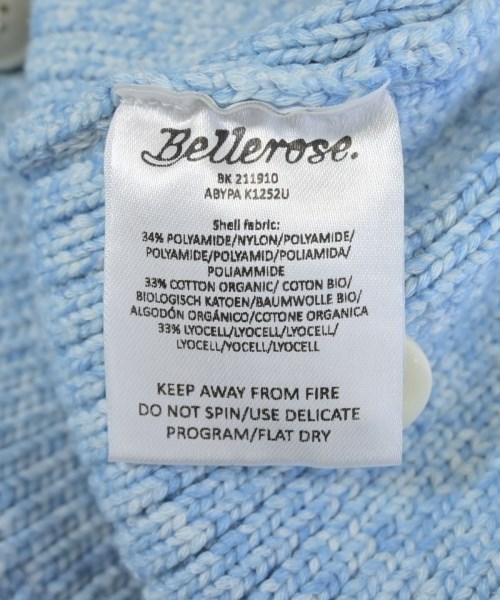 Bellerose.
BK 211910
ABYPA K1252U
Shell fabric:
34% POLYAMIDE/NYLON/POLYAMIDE/
POLYAMIDE/POLYAMID/POLIAMIDA/
POLIAMMIDE
33% COTTON ORGANIC/ COTON BIO/
BIOLOGISCH KATOEN/BAUMWOLLE BIO/
ALGODÓN ORGÁNICO/COTONE ORGANICA
33% LYOCELL/LYOCELL/LYOCELL/
LYOCELL/YOCELL/LYOCELL
KEEP AWAY FROM FIRE
DO NOT SPIN/USE DELICATE
PROGRAM/FLAT DRY